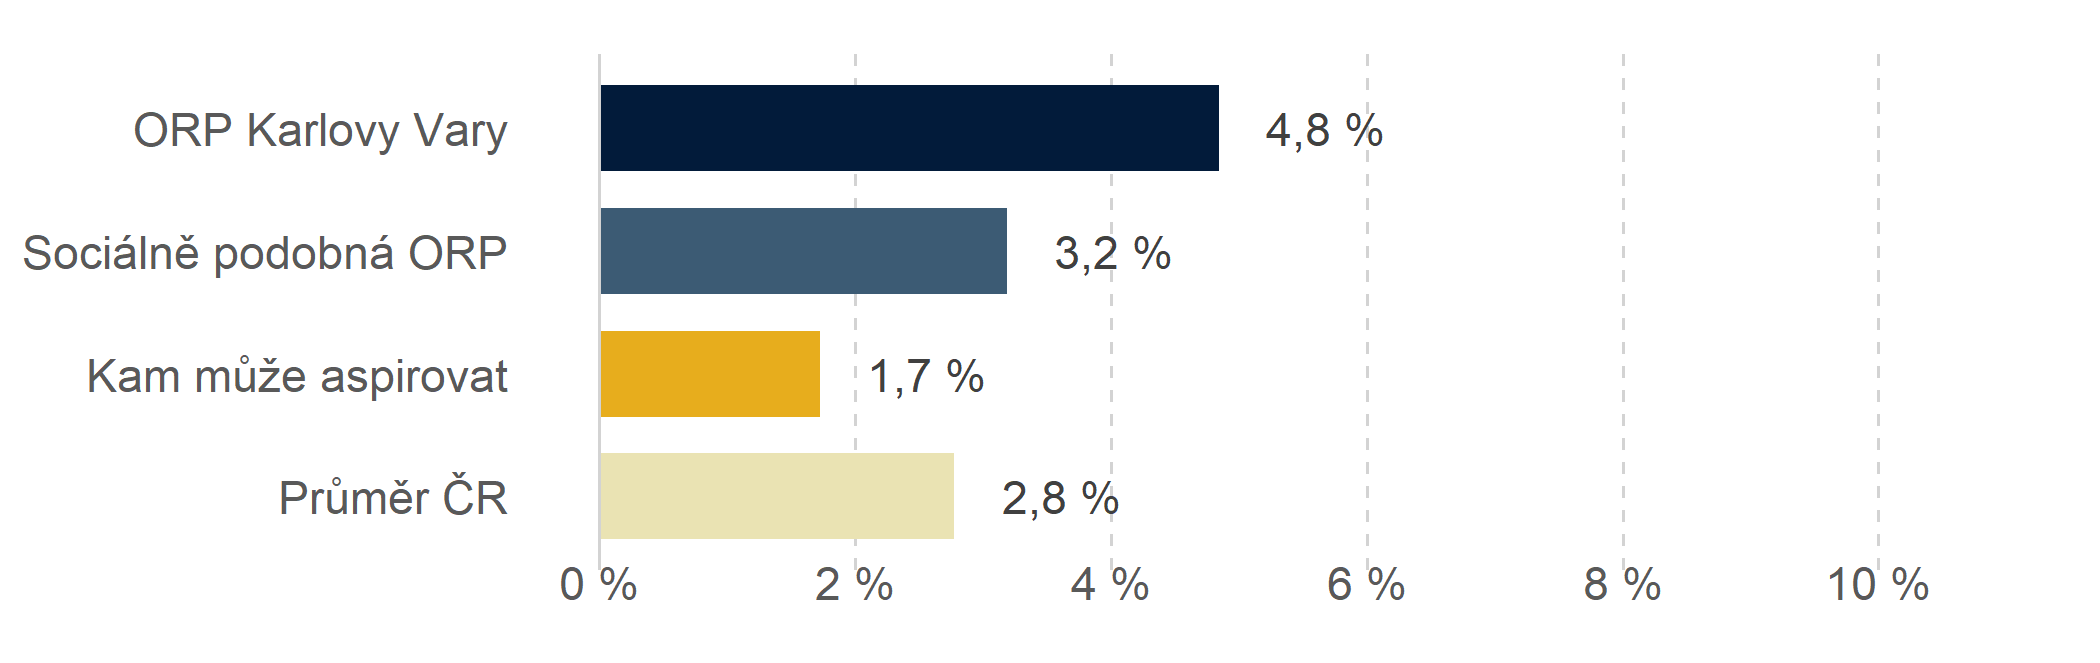 ORP Karlovy Vary 4,8 %
Sociálně podobná ORP 3,2 %
Kam může aspirovat 1,7 %
Průměr ČR 2,8 %
0 % 2 % 4 % 6 % 8 % 10 %